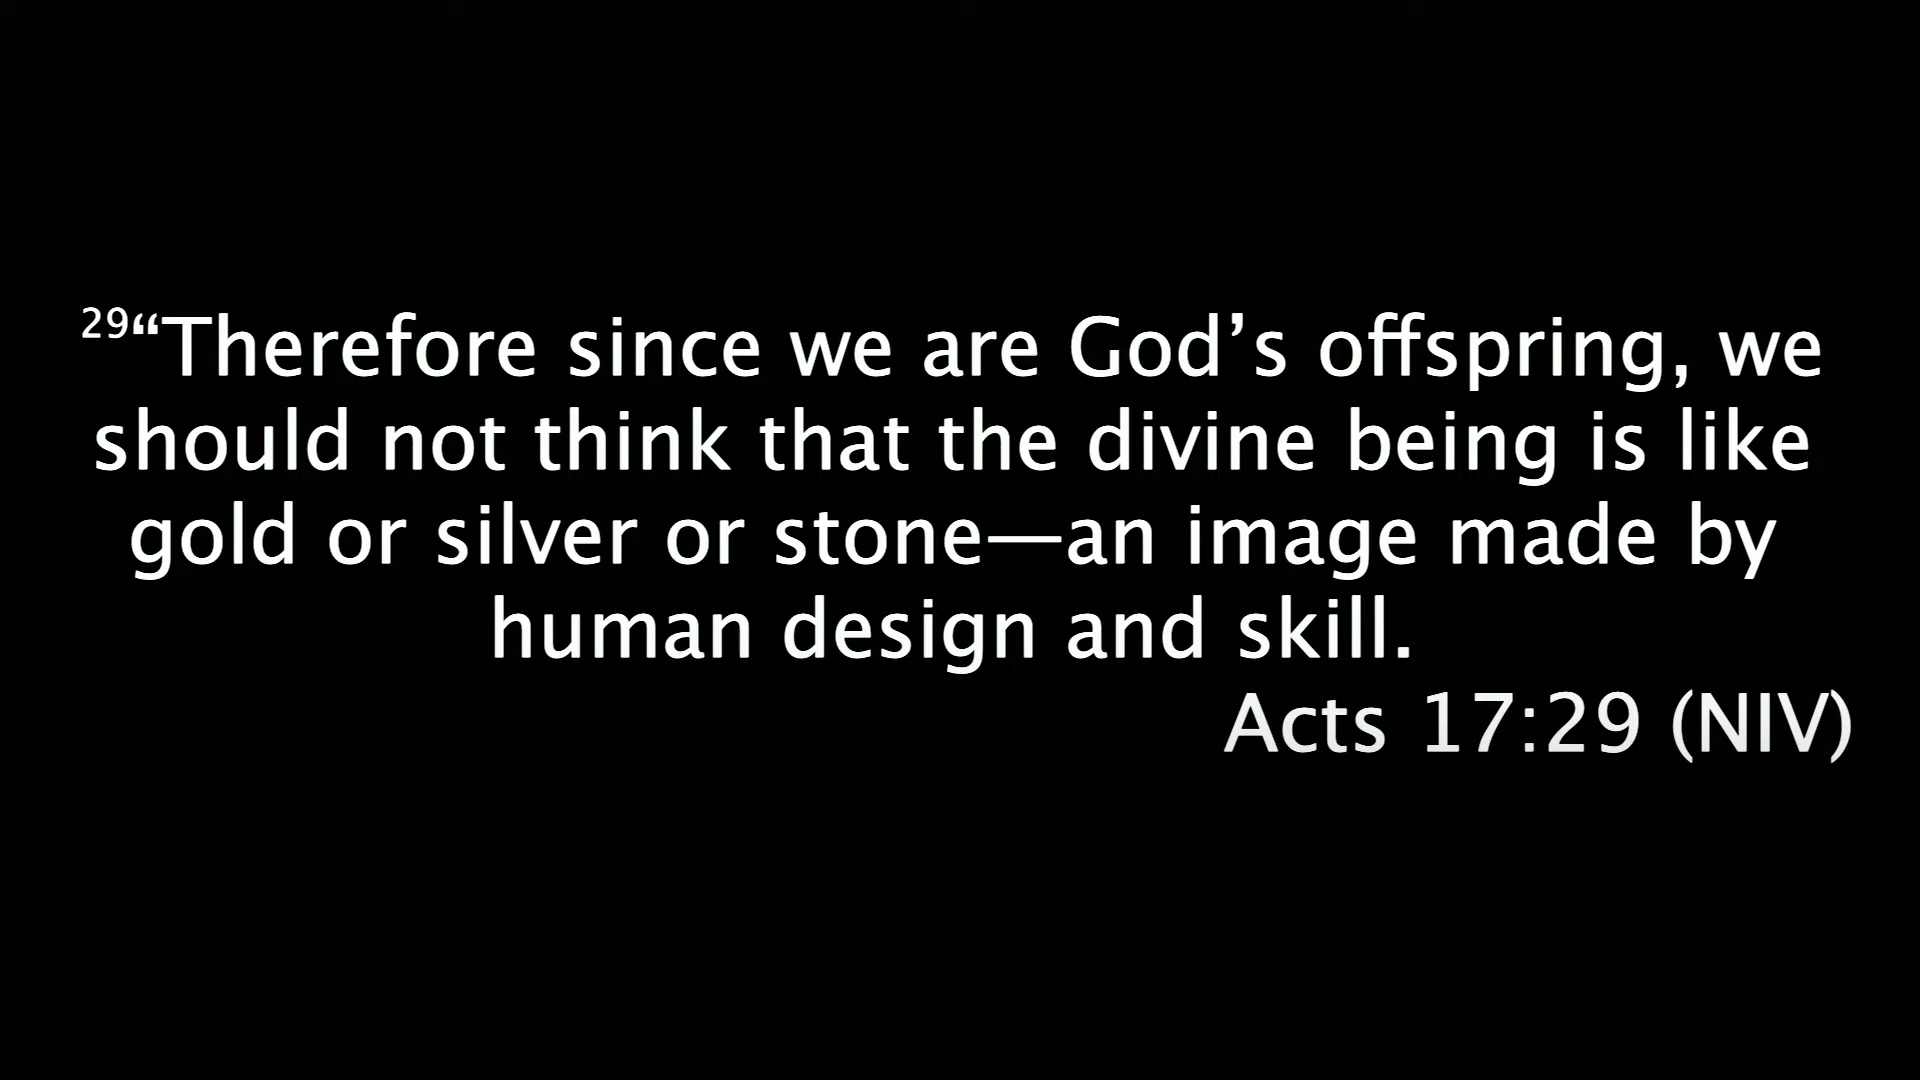 29“Therefore since we are God’s offspring, we
should not think that the divine being is like
gold or silver or stone—an image made by
human design and skill.
Acts 17:29 (NIV)